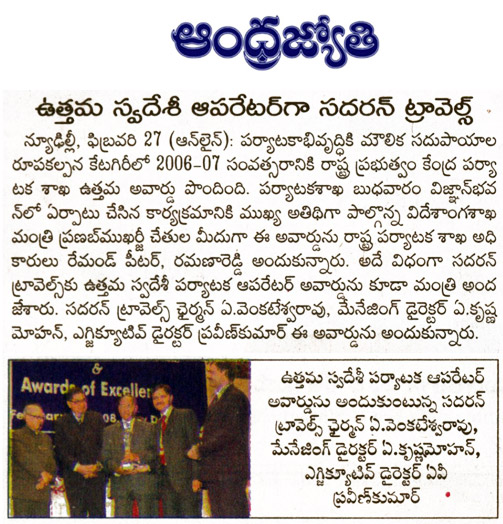 ఆంధ్రజ్యోతి
ఉత్తమ స్వదేశీ ఆపరేటర్‌గా సదరన్ ట్రావెల్స్
న్యూఢిల్లీ, ఫిబ్రవరి 27 (ఆన్‌లైన్): పర్యాటకాభివృద్ధికి మౌలిక సదుపాయాల
రూపకల్పన కేటగిరీలో 2006-07 సంవత్సరానికి రాష్ట్ర ప్రభుత్వం కేంద్ర పర్యా
టక శాఖ ఉత్తమ అవార్డు పొందింది. పర్యాటకశాఖ బుధవారం విజ్ఞాన్‌భవ
న్‌లో ఏర్పాటు చేసిన కార్యక్రమానికి ముఖ్య అతిథిగా పాల్గొన్న విదేశాంగశాఖ
మంత్రి ప్రణబ్‌ముఖర్జీ చేతుల మీదుగా ఈ అవార్డును రాష్ట్ర పర్యాటక శాఖ అధి
కారులు రేమండ్ పీటర్, రమణారెడ్డి అందుకున్నారు. అదే విధంగా సదరన్
ట్రావెల్స్‌కు ఉత్తమ స్వదేశీ పర్యాటక ఆపరేటర్ అవార్డును కూడా మంత్రి అంద
జేశారు. సదరన్ ట్రావెల్స్ ఛైర్మన్ ఏ.వెంకటేశ్వరావు, మేనేజింగ్ డైరెక్టర్ ఏ.కృష్ణ
మోహన్, ఎగ్జిక్యూటివ్ డైరక్టర్ ప్రవీణ్‌కుమార్ ఈ అవార్డును అందుకున్నారు.
&
Awards of Excellen
ఉత్తమ స్వదేశీ పర్యాటక ఆపరేటర్
అవార్డును అందుకుంటున్న సదరన్
ట్రావెల్స్ ఛైర్మన్ ఏ.వెంకటేశ్వరావు,
మేనేజింగ్ డైరక్టర్ ఏ.కృష్ణమోహన్,
ఎగ్జిక్యూటివ్ డైరెక్టర్ ఏవీ
ప్రవీణ్‌కుమార్